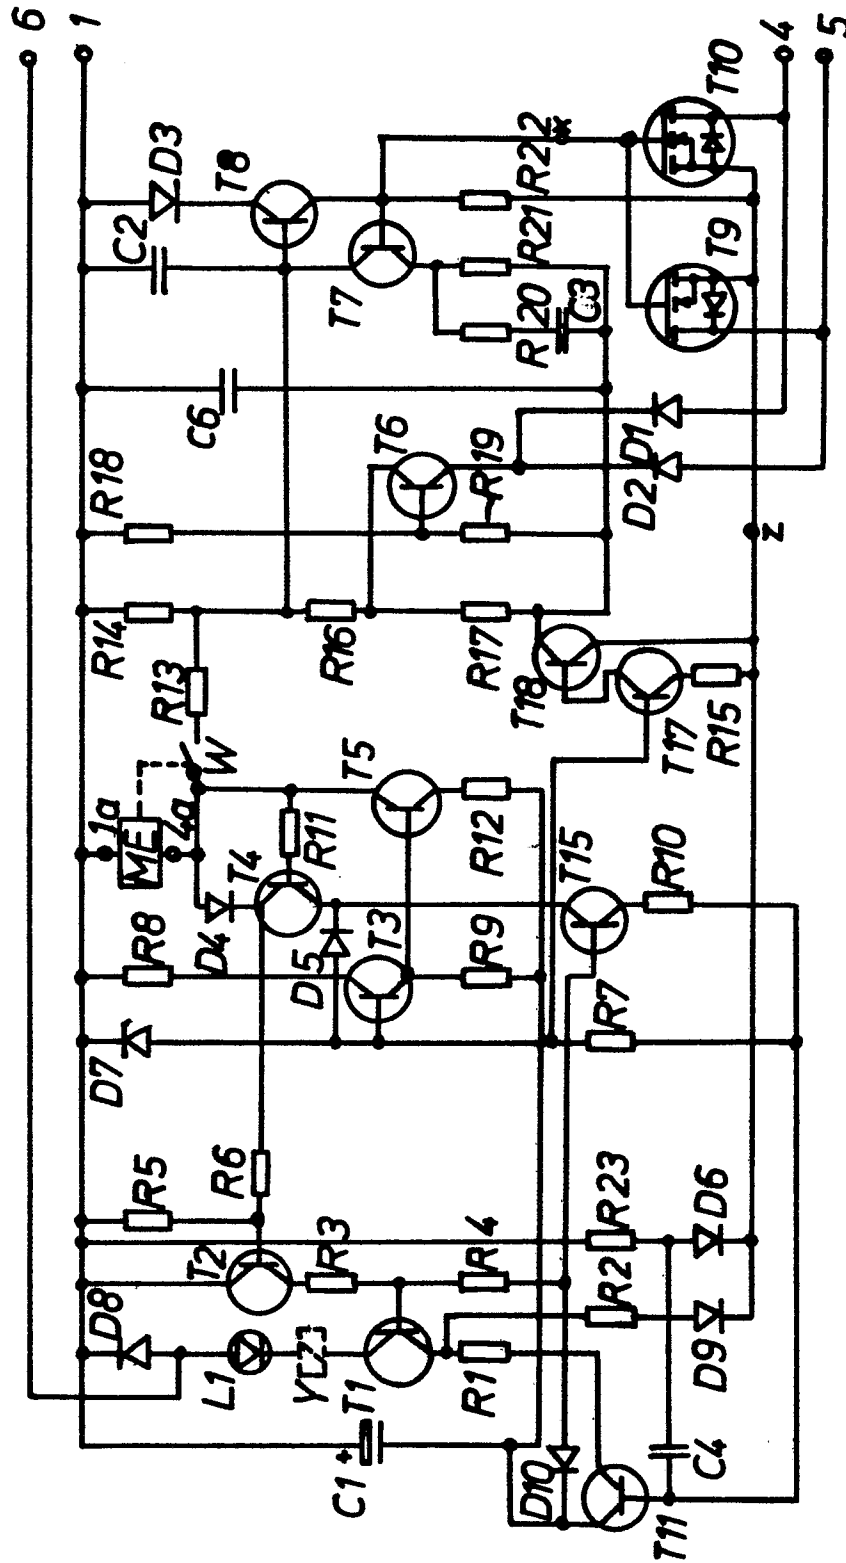 6
1
4
5
D3
C2
T8
T7
R22
*
R21
R20
C3
T10
T9
C6
R18
T6
R19
D1
D2
z
R14
R13
R16
R17
T18
T17
R15
W
1a
ME
4a
T4
R11
T5
R12
T15
R10
R8
D4
D5
T3
R9
D7
R7
R5
R6
T2
R3
R4
R23
R2
D6
D9
D8
L1
Y
T1
R1
C1
+
D10
T11
C4